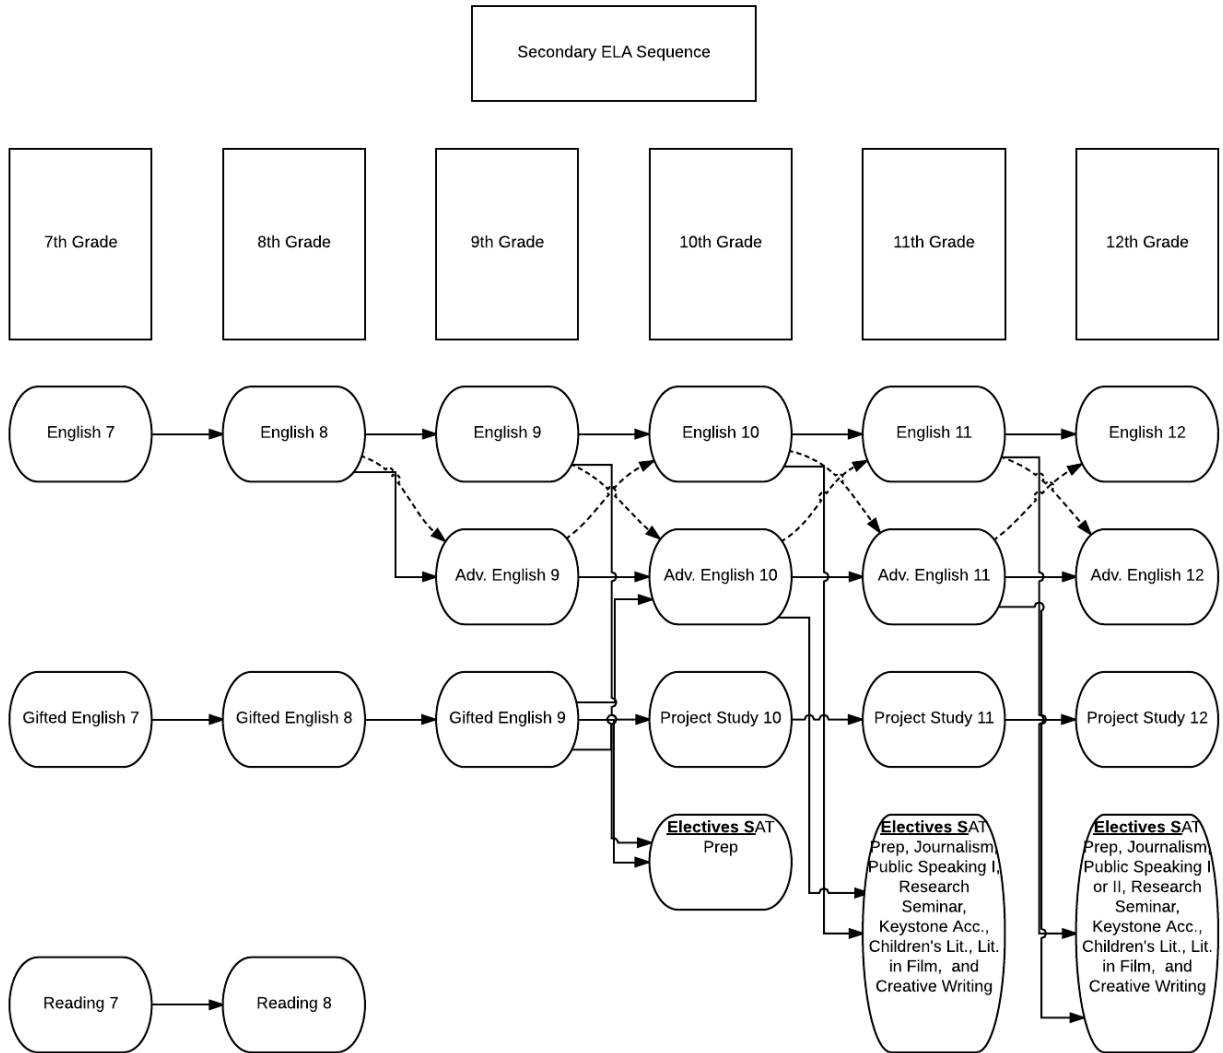 Secondary ELA Sequence
7th Grade
8th Grade
9th Grade
10th Grade
11th Grade
12th Grade
English 7
English 8
English 9
English 10
English 11
English 12
Adv. English 9
Adv. English 10
Adv. English 11
Adv. English 12
Gifted English 7
Gifted English 8
Gifted English 9
Project Study 10
Project Study 11
Project Study 12
Electives SAT
Prep
Electives SAT
Prep, Journalism,
Public Speaking I,
Research
Seminar,
Keystone Acc.,
Children's Lit., Lit.
in Film, and
Creative Writing
Electives SAT
Prep, Journalism,
Public Speaking I
or II, Research
Seminar,
Keystone Acc.,
Children's Lit., Lit.
in Film, and
Creative Writing
Reading 7
Reading 8